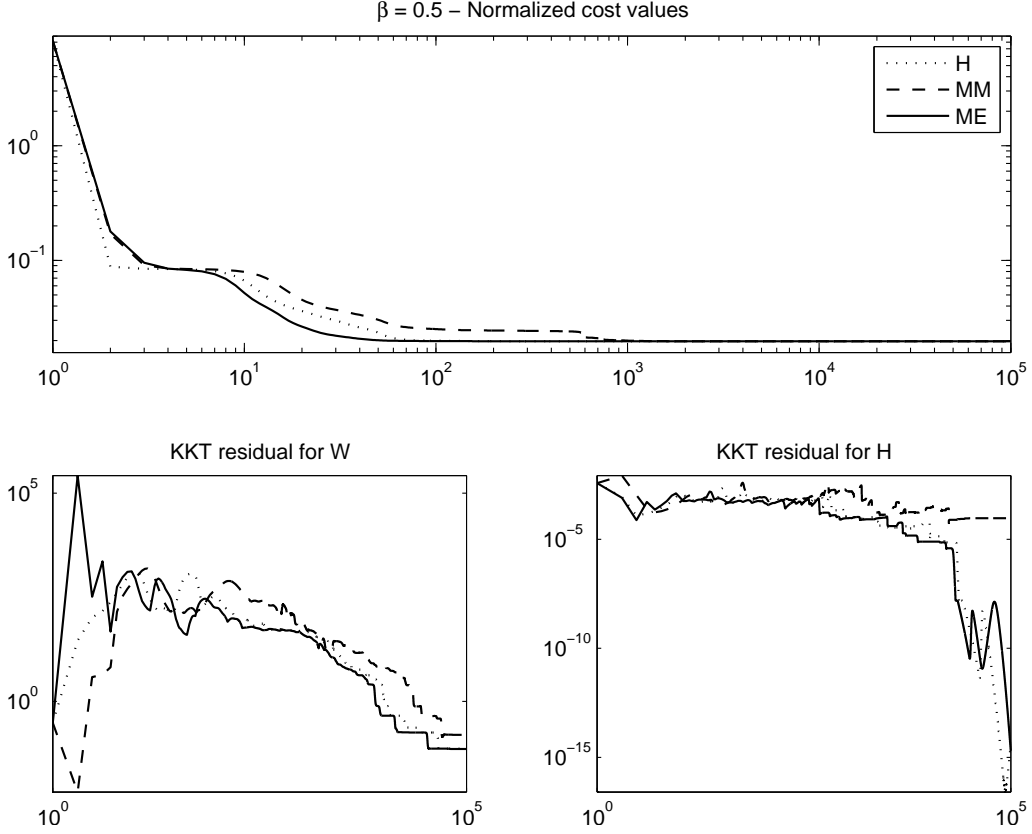 β = 0.5 − Normalized cost values
H
MM
ME
10^0
10^-1
10^0 10^1 10^2 10^3 10^4 10^5
KKT residual for W
10^5
10^0
10^0 10^5
KKT residual for H
10^-5
10^-10
10^-15
10^0 10^5